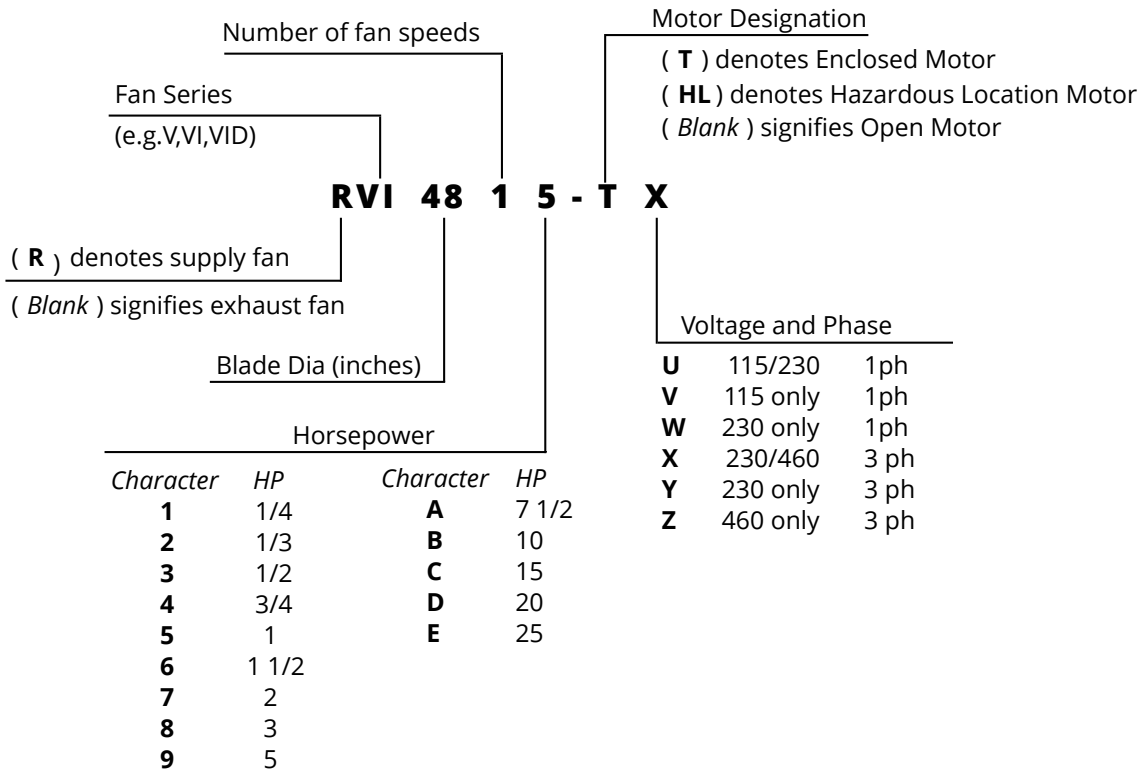 Number of fan speeds
Motor Designation
( T ) denotes Enclosed Motor
( HL ) denotes Hazardous Location Motor
( Blank ) signifies Open Motor
Fan Series
(e.g.V,VI,VID)
RVI 48 1 5 - T X
( R ) denotes supply fan
( Blank ) signifies exhaust fan
Blade Dia (inches)
Voltage and Phase
U 115/230 1ph
V 115 only 1ph
W 230 only 1ph
X 230/460 3 ph
Y 230 only 3 ph
Z 460 only 3 ph
Horsepower
Character HP Character HP
1 1/4 A 7 1/2
2 1/3 B 10
3 1/2 C 15
4 3/4 D 20
5 1 E 25
6 1 1/2
7 2
8 3
9 5